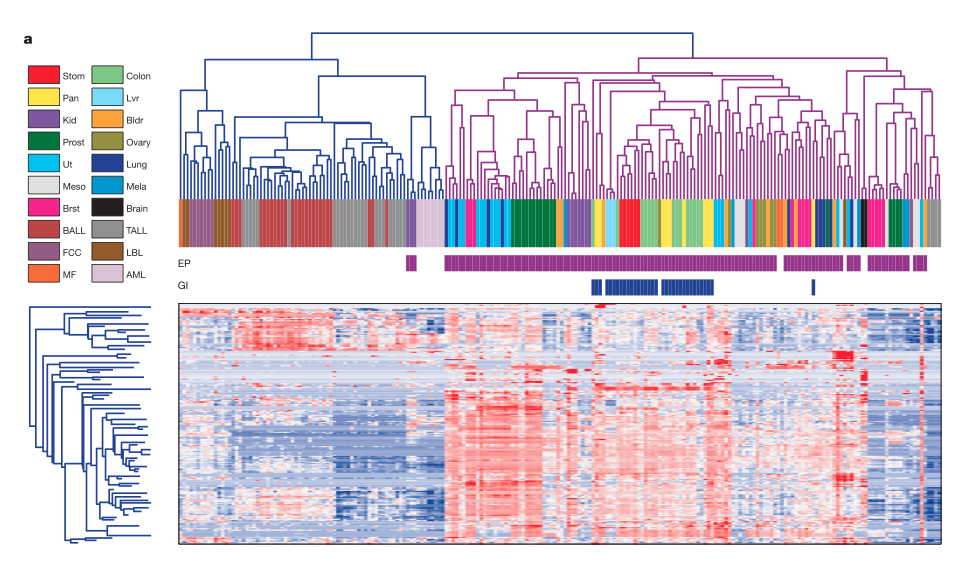 a
Stom Colon
Pan Lvr
Kid Bldr
Prost Ovary
Ut Lung
Meso Mela
Brst Brain
BALL TALL
FCC LBL
MF AML
EP
GI